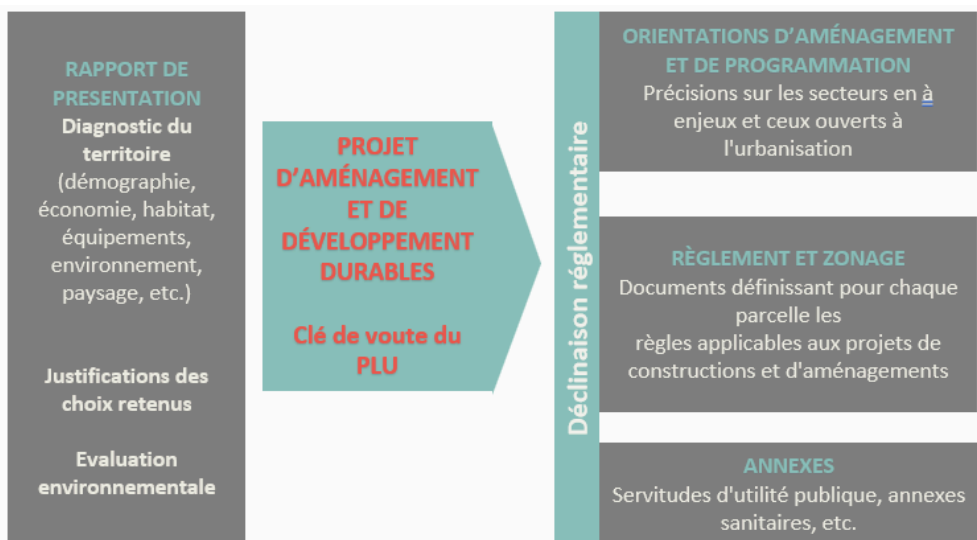 RAPPORT DE
PRESENTATION
Diagnostic du
territoire
(démographie,
économie, habitat,
équipements,
environnement,
paysage, etc.)
Justifications des
choix retenus
Evaluation
environnementale
PROJET
D’AMÉNAGEMENT
ET DE
DÉVELOPPEMENT
DURABLES
Clé de voute du
PLU
Déclinaison réglementaire
ORIENTATIONS D’AMÉNAGEMENT
ET DE PROGRAMMATION
Précisions sur les secteurs en à
enjeux et ceux ouverts à
l'urbanisation
RÈGLEMENT ET ZONAGE
Documents définissant pour chaque
parcelle les
règles applicables aux projets de
constructions et d'aménagements
ANNEXES
Servitudes d'utilité publique, annexes
sanitaires, etc.